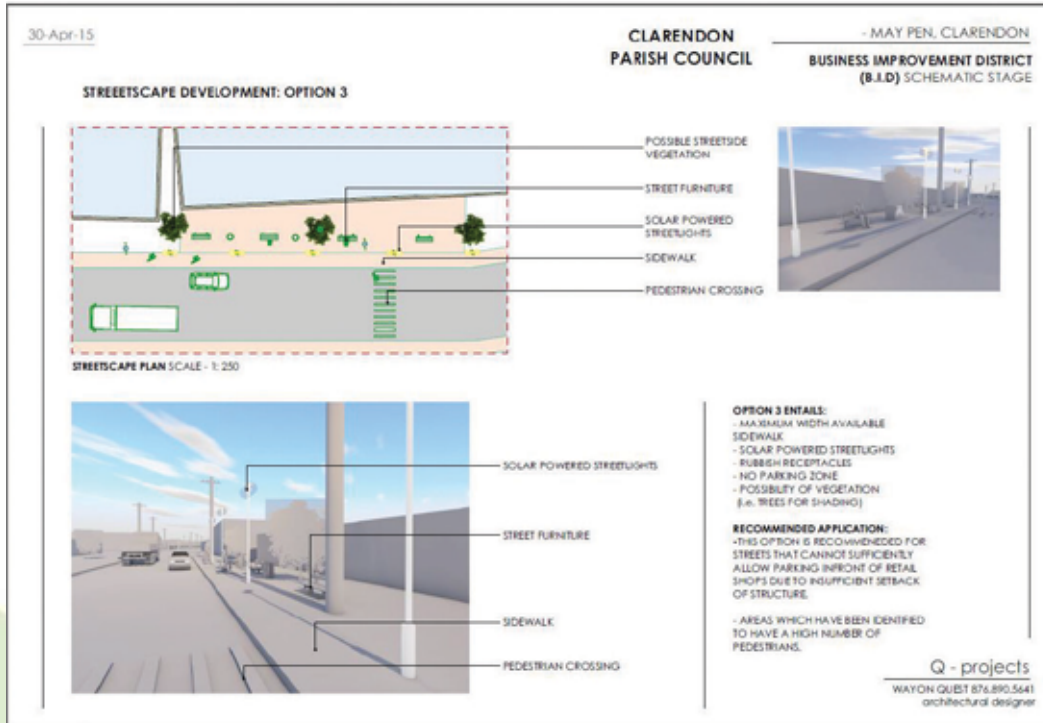 30-Apr-15
CLARENDON
PARISH COUNCIL
- MAY PEN, CLARENDON
BUSINESS IMPROVEMENT DISTRICT
(B.I.D) SCHEMATIC STAGE
STREEETSCAPE DEVELOPMENT: OPTION 3
POSSIBLE STREETSIDE
VEGETATION
STREET FURNITURE
SOLAR POWERED
STREETLIGHTS
SIDEWALK
PEDESTRIAN CROSSING
STREETSCAPE PLAN SCALE - 1: 250
SOLAR POWERED STREETLIGHTS
STREET FURNITURE
SIDEWALK
PEDESTRIAN CROSSING
OPTION 3 ENTAILS:
- MAXIMUM WIDTH AVAILABLE
SIDEWALK
- SOLAR POWERED STREETLIGHTS
- RUBBISH RECEPTACLES
- NO PARKING ZONE
- POSSIBILITY OF VEGETATION
(i.e. TREES FOR SHADING)
RECOMMENDED APPLICATION:
-THIS OPTION IS RECOMMENEDED FOR
STREETS THAT CANNOT SUFFICIENTLY
ALLOW PARKING INFRONT OF RETAIL
SHOPS DUE TO INSUFFICIENT SETBACK
OF STRUCTURE.
- AREAS WHICH HAVE BEEN IDENTIFIED
TO HAVE A HIGH NUMBER OF
PEDESTRIANS.
Q - projects
WAYON QUEST 876.890.5641
architectural designer